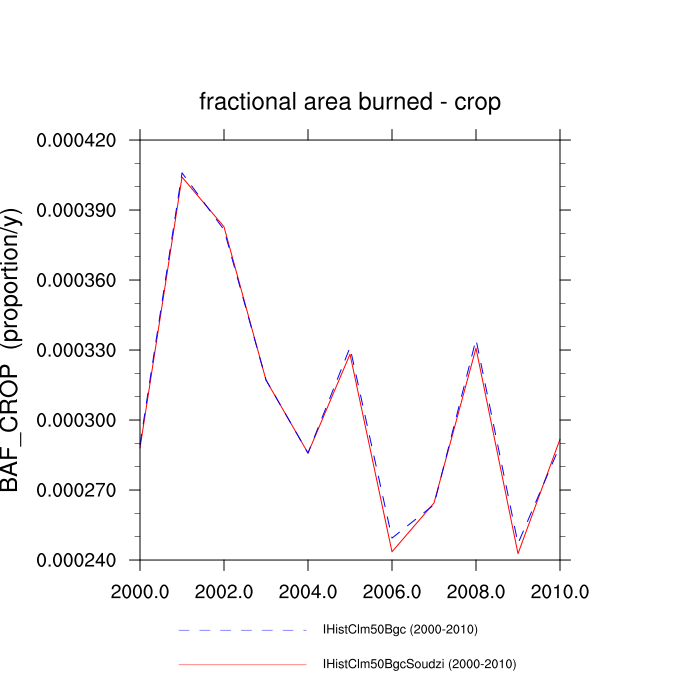 fractional area burned - crop
BAF_CROP (proportion/y)
0.000420
0.000390
0.000360
0.000330
0.000300
0.000270
0.000240
2000.0 2002.0 2004.0 2006.0 2008.0 2010.0
IHistClm50Bgc (2000-2010)
IHistClm50BgcSoudzi (2000-2010)